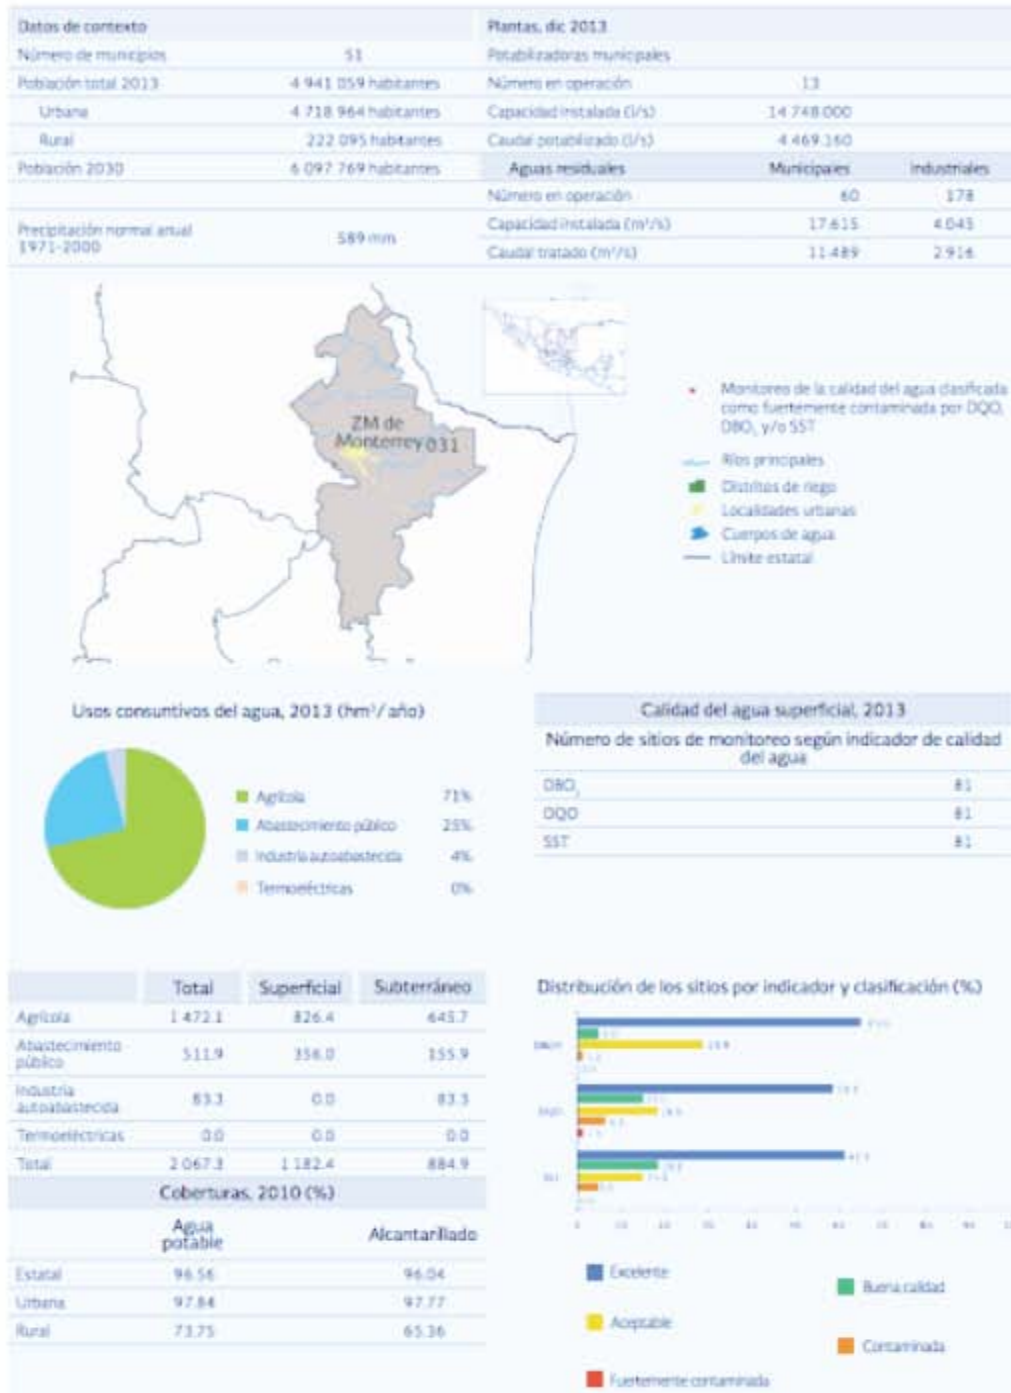 Datos de contexto
Número de municipios 51
Población total 2013 4 941 059 habitantes
Urbana 4 718 964 habitantes
Rural 222 095 habitantes
Población 2030 6 097 769 habitantes
Precipitación normal anual
1971-2000 589 mm
Plantas, dic 2013
Potabilizadoras municipales
Número en operación 13
Capacidad instalada (l/s) 14 748.000
Caudal potabilizado (l/s) 4 469.160
Aguas residuales Municipales Industriales
Número en operación 60 178
Capacidad instalada (m³/s) 17.615 4.045
Caudal tratado (m³/s) 11.489 2.916
ZM de
Monterrey 031
Monitoreo de la calidad del agua clasificada
como fuertemente contaminada por DQO,
DBO, y/o SST
Ríos principales
Distritos de riego
Localidades urbanas
Cuerpos de agua
Límite estatal
Usos consuntivos del agua, 2013 (hm³/ año)
Agrícola 71%
Abastecimiento público 25%
Industria autoabastecida 4%
Termoeléctricas 0%
Calidad del agua superficial, 2013
Número de sitios de monitoreo según indicador de calidad
del agua
DBO, 81
DQO 81
SST 81
Total Superficial Subterráneo
Agrícola 1 472.1 826.4 645.7
Abastecimiento
público 511.9 356.0 155.9
Industria
autoabastecida 83.3 0.0 83.3
Termoeléctricas 0.0 0.0 0.0
Total 2 067.3 1 182.4 884.9
Coberturas, 2010 (%)
Agua
potable Alcantarillado
Estatal 96.56 96.04
Urbana 97.84 97.77
Rural 73.75 65.36
Distribución de los sitios por indicador y clasificación (%)
Excelente
Buena calidad
Aceptable
Contaminada
Fuertemente contaminada